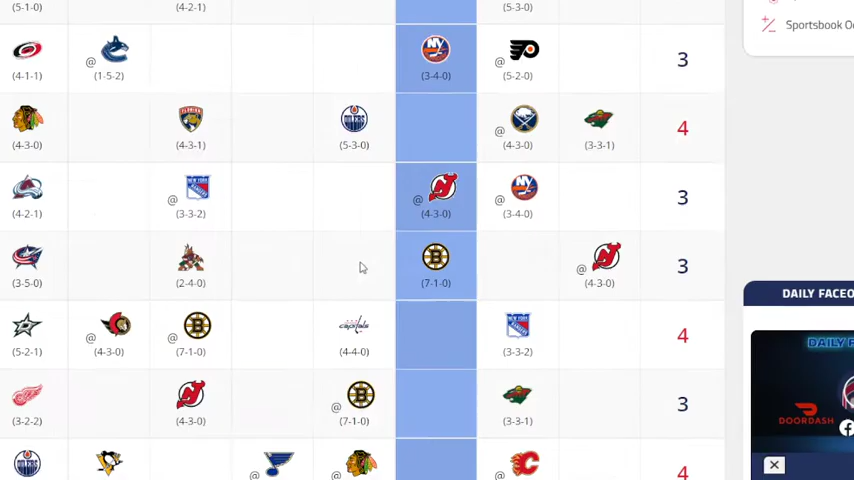 (5-1-0) (4-2-1) (5-3-0)
Sportsbook O
@ @ 3
(4-1-1) (1-5-2) (3-4-0) (5-2-0)
@ 4
(4-3-0) (4-3-1) (5-3-0) (4-3-0) (3-3-1)
@ @ @ 3
(4-2-1) (3-3-2) (4-3-0) (3-4-0)
@ 3
(3-5-0) (2-4-0) (7-1-0) (4-3-0)
DAILY FACEO
@ @ capitals 4
(5-2-1) (4-3-0) (7-1-0) (4-4-0) (3-3-2)
DAILY F
@ 3
(3-2-2) (4-3-0) (7-1-0) (3-3-1)
DOORDASH
OILERS @ @ @ 4